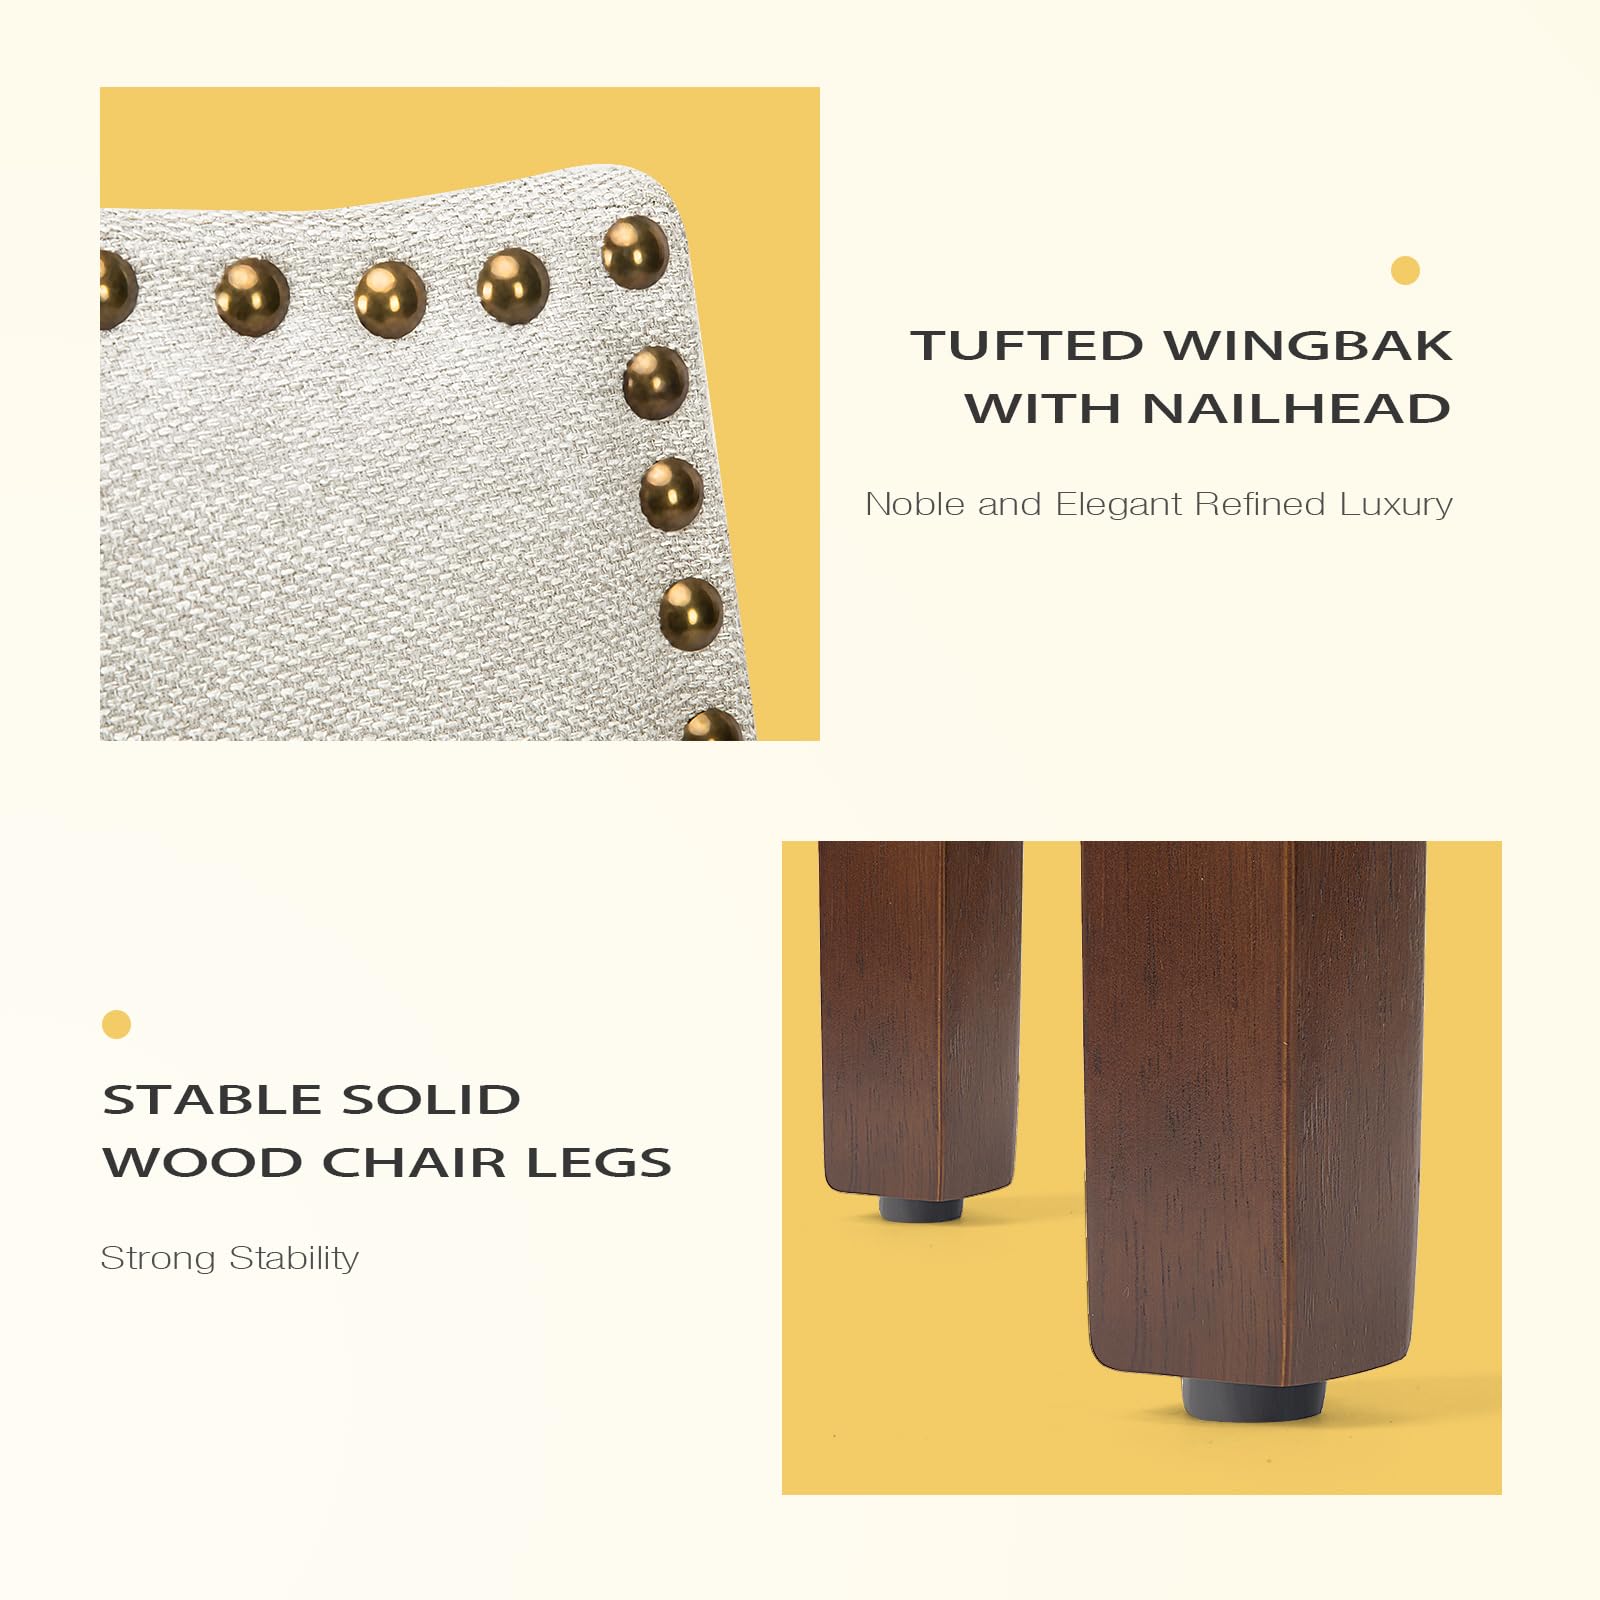 TUFTED WINGBAK
WITH NAILHEAD
Noble and Elegant Refined Luxury
STABLE SOLID
WOOD CHAIR LEGS
Strong Stability